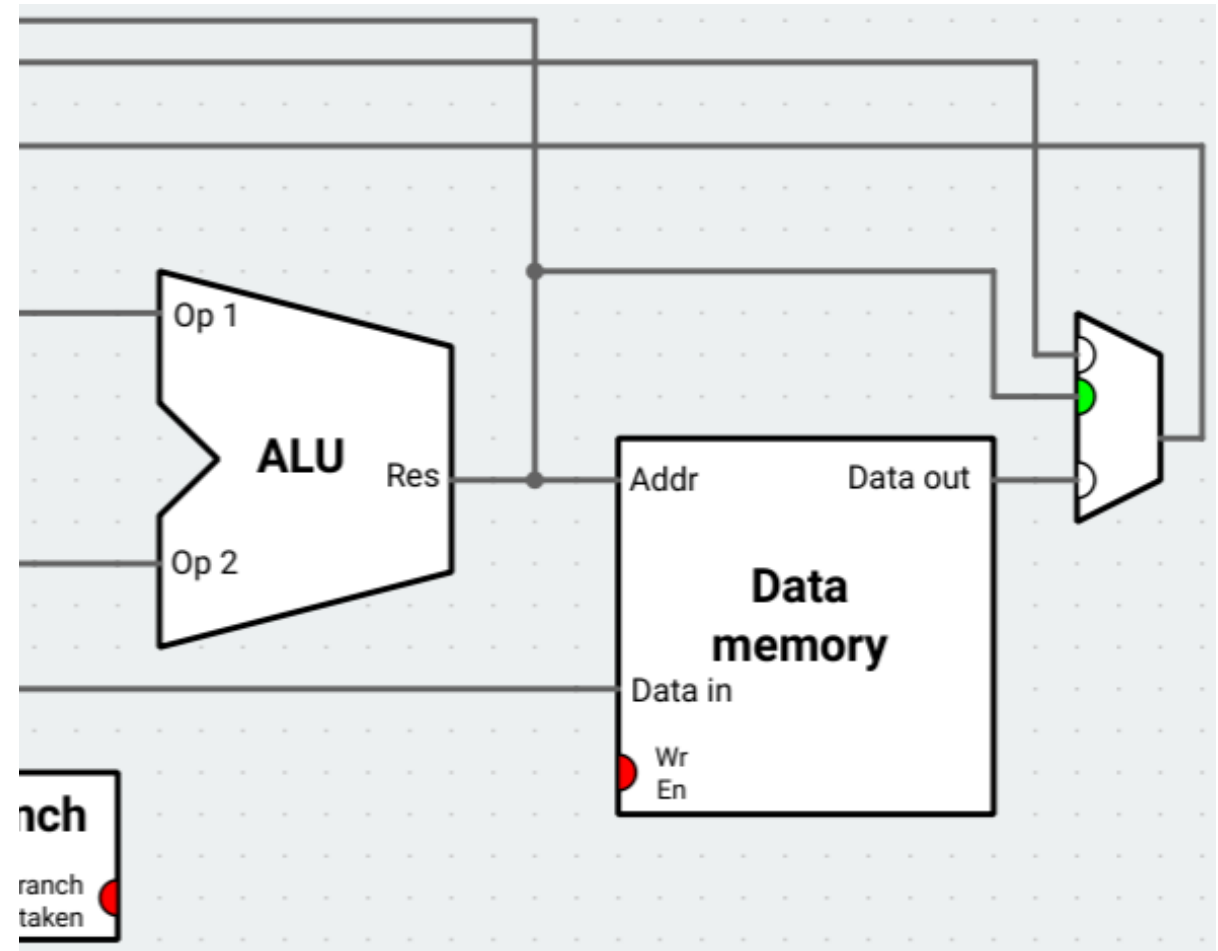 Op 1
ALU
Res
Op 2
Addr
Data out
Data
memory
Data in
Wr
En
nch
ranch
taken